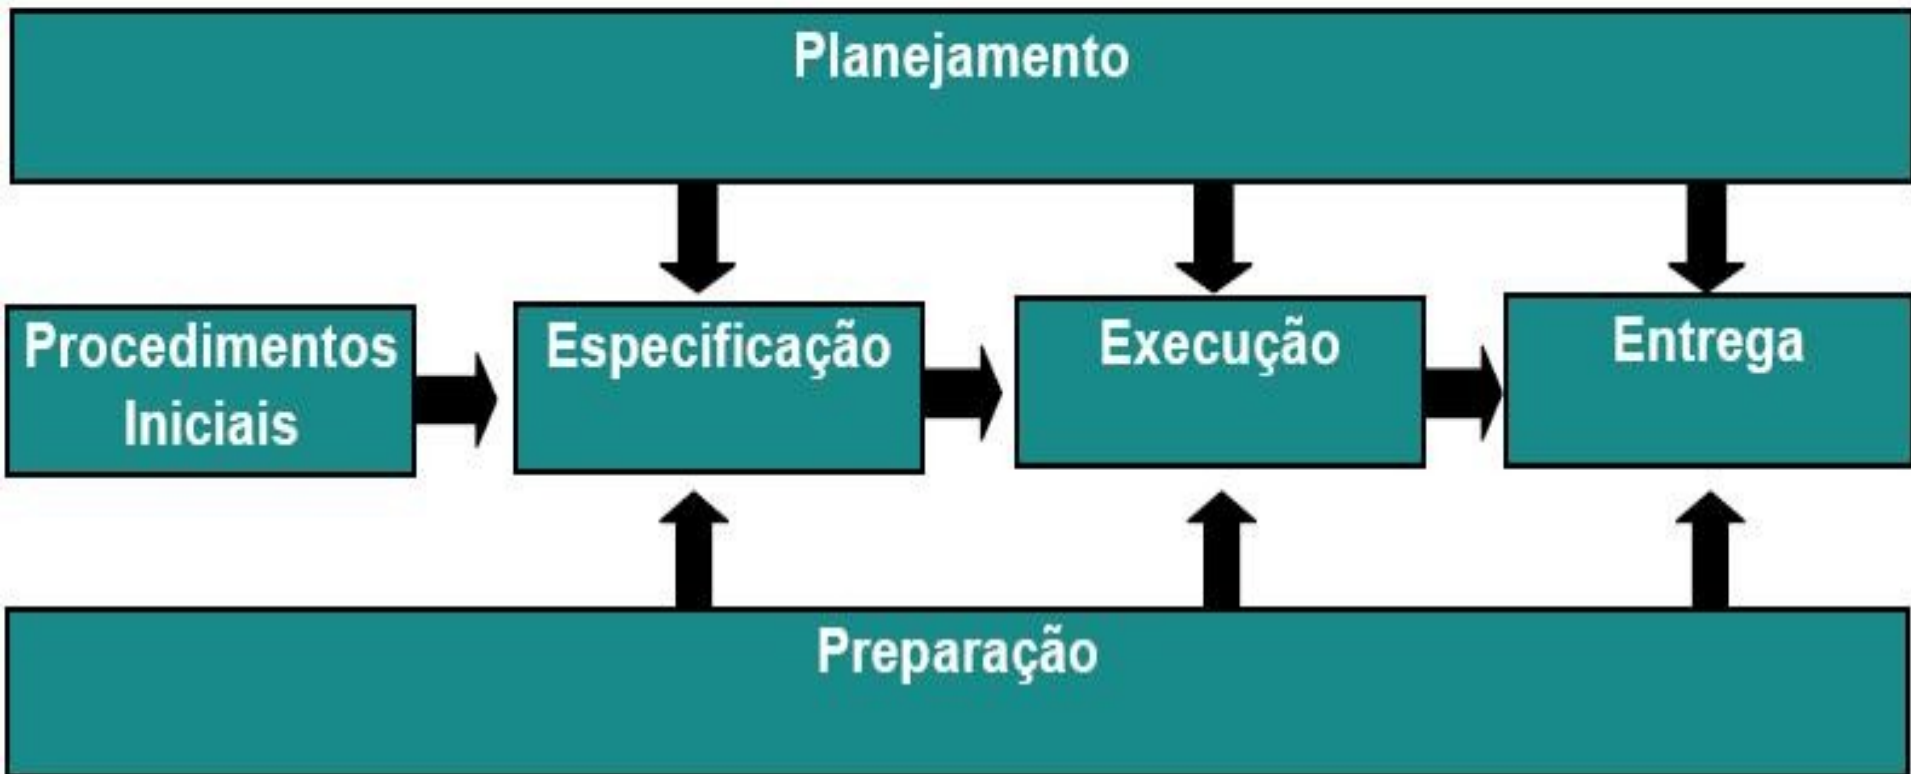 Planejamento
Procedimentos
Iniciais
Especificação
Execução
Entrega
Preparação